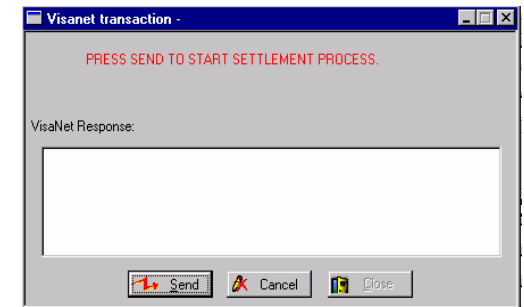 Visanet transaction -
PRESS SEND TO START SETTLEMENT PROCESS.
VisaNet Response:
Send Cancel Close